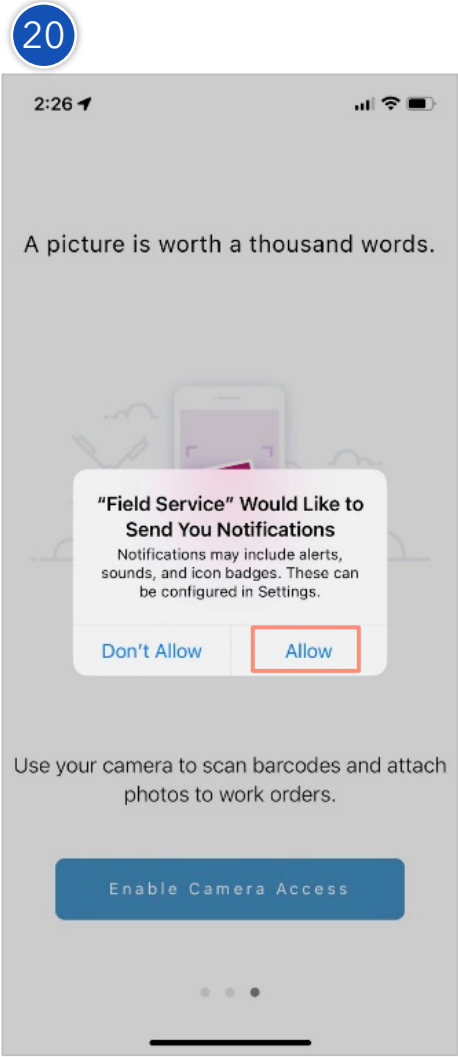 20
2:26
A picture is worth a thousand words.
“Field Service” Would Like to
Send You Notifications
Notifications may include alerts,
sounds, and icon badges. These can
be configured in Settings.
Don't Allow
Allow
Use your camera to scan barcodes and attach
photos to work orders.
Enable Camera Access